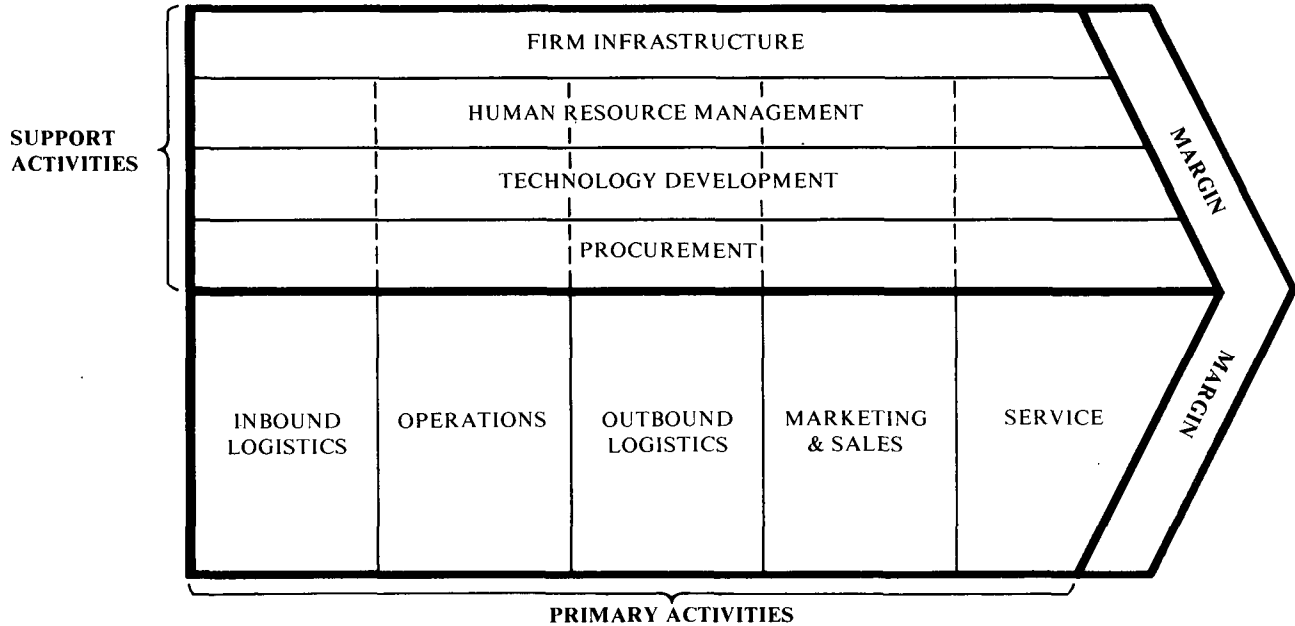 FIRM INFRASTRUCTURE
HUMAN RESOURCE MANAGEMENT
SUPPORT
ACTIVITIES
TECHNOLOGY DEVELOPMENT
PROCUREMENT
MARGIN
INBOUND
LOGISTICS
OPERATIONS
OUTBOUND
LOGISTICS
MARKETING
& SALES
SERVICE
MARGIN
PRIMARY ACTIVITIES